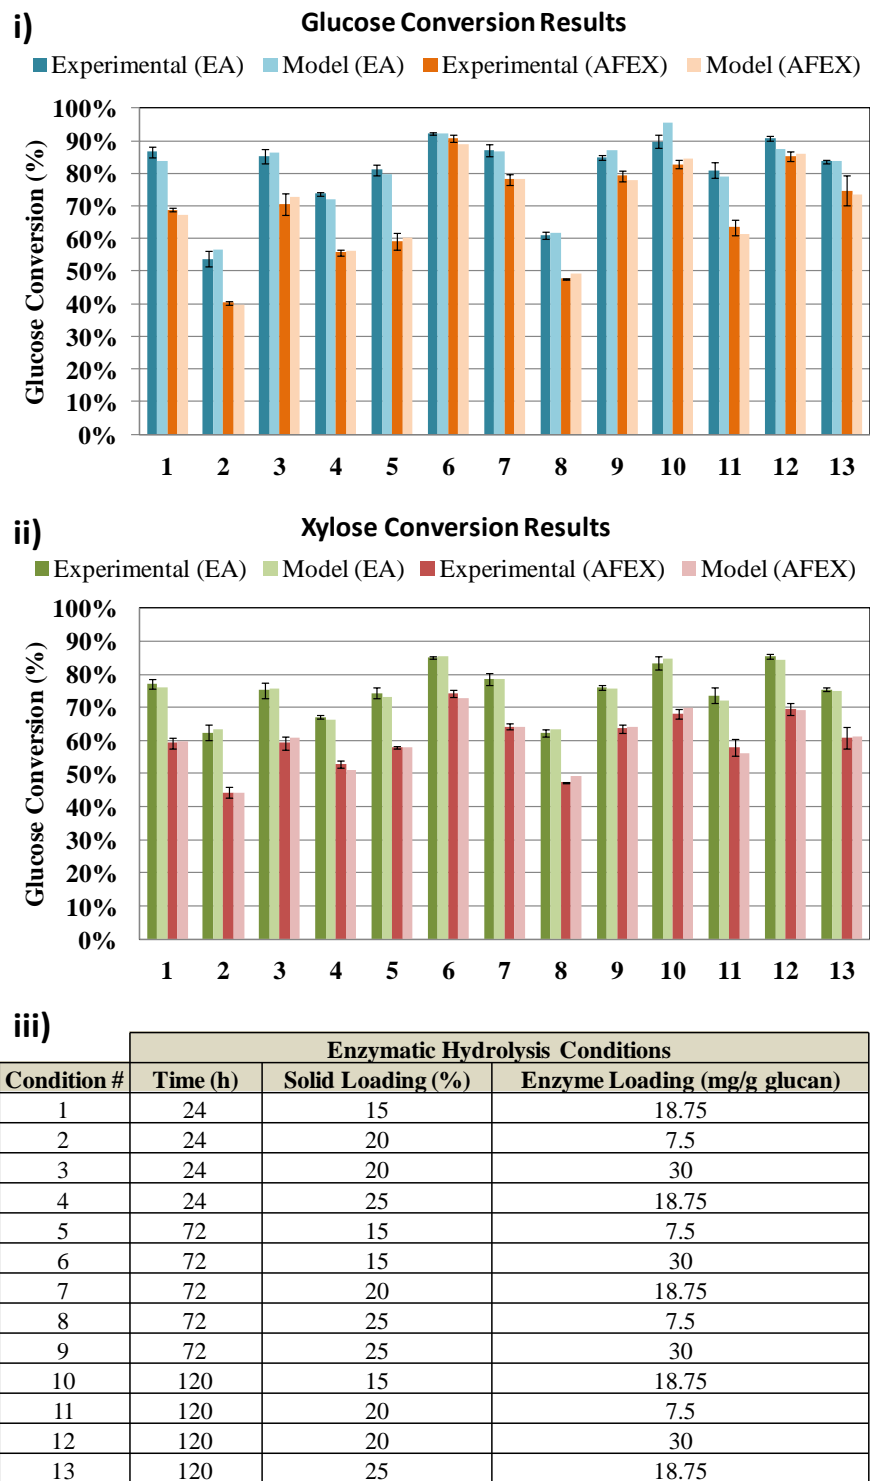 i)
Glucose Conversion Results
Experimental (EA) Model (EA) Experimental (AFEX) Model (AFEX)
Glucose Conversion (%)
100%
90%
80%
70%
60%
50%
40%
30%
20%
10%
0%
1 2 3 4 5 6 7 8 9 10 11 12 13
ii)
Xylose Conversion Results
Experimental (EA) Model (EA) Experimental (AFEX) Model (AFEX)
Glucose Conversion (%)
100%
90%
80%
70%
60%
50%
40%
30%
20%
10%
0%
1 2 3 4 5 6 7 8 9 10 11 12 13
iii)
Enzymatic Hydrolysis Conditions
Condition # Time (h) Solid Loading (%) Enzyme Loading (mg/g glucan)
1 24 15 18.75
2 24 20 7.5
3 24 20 30
4 24 25 18.75
5 72 15 7.5
6 72 15 30
7 72 20 18.75
8 72 25 7.5
9 72 25 30
10 120 15 18.75
11 120 20 7.5
12 120 20 30
13 120 25 18.75